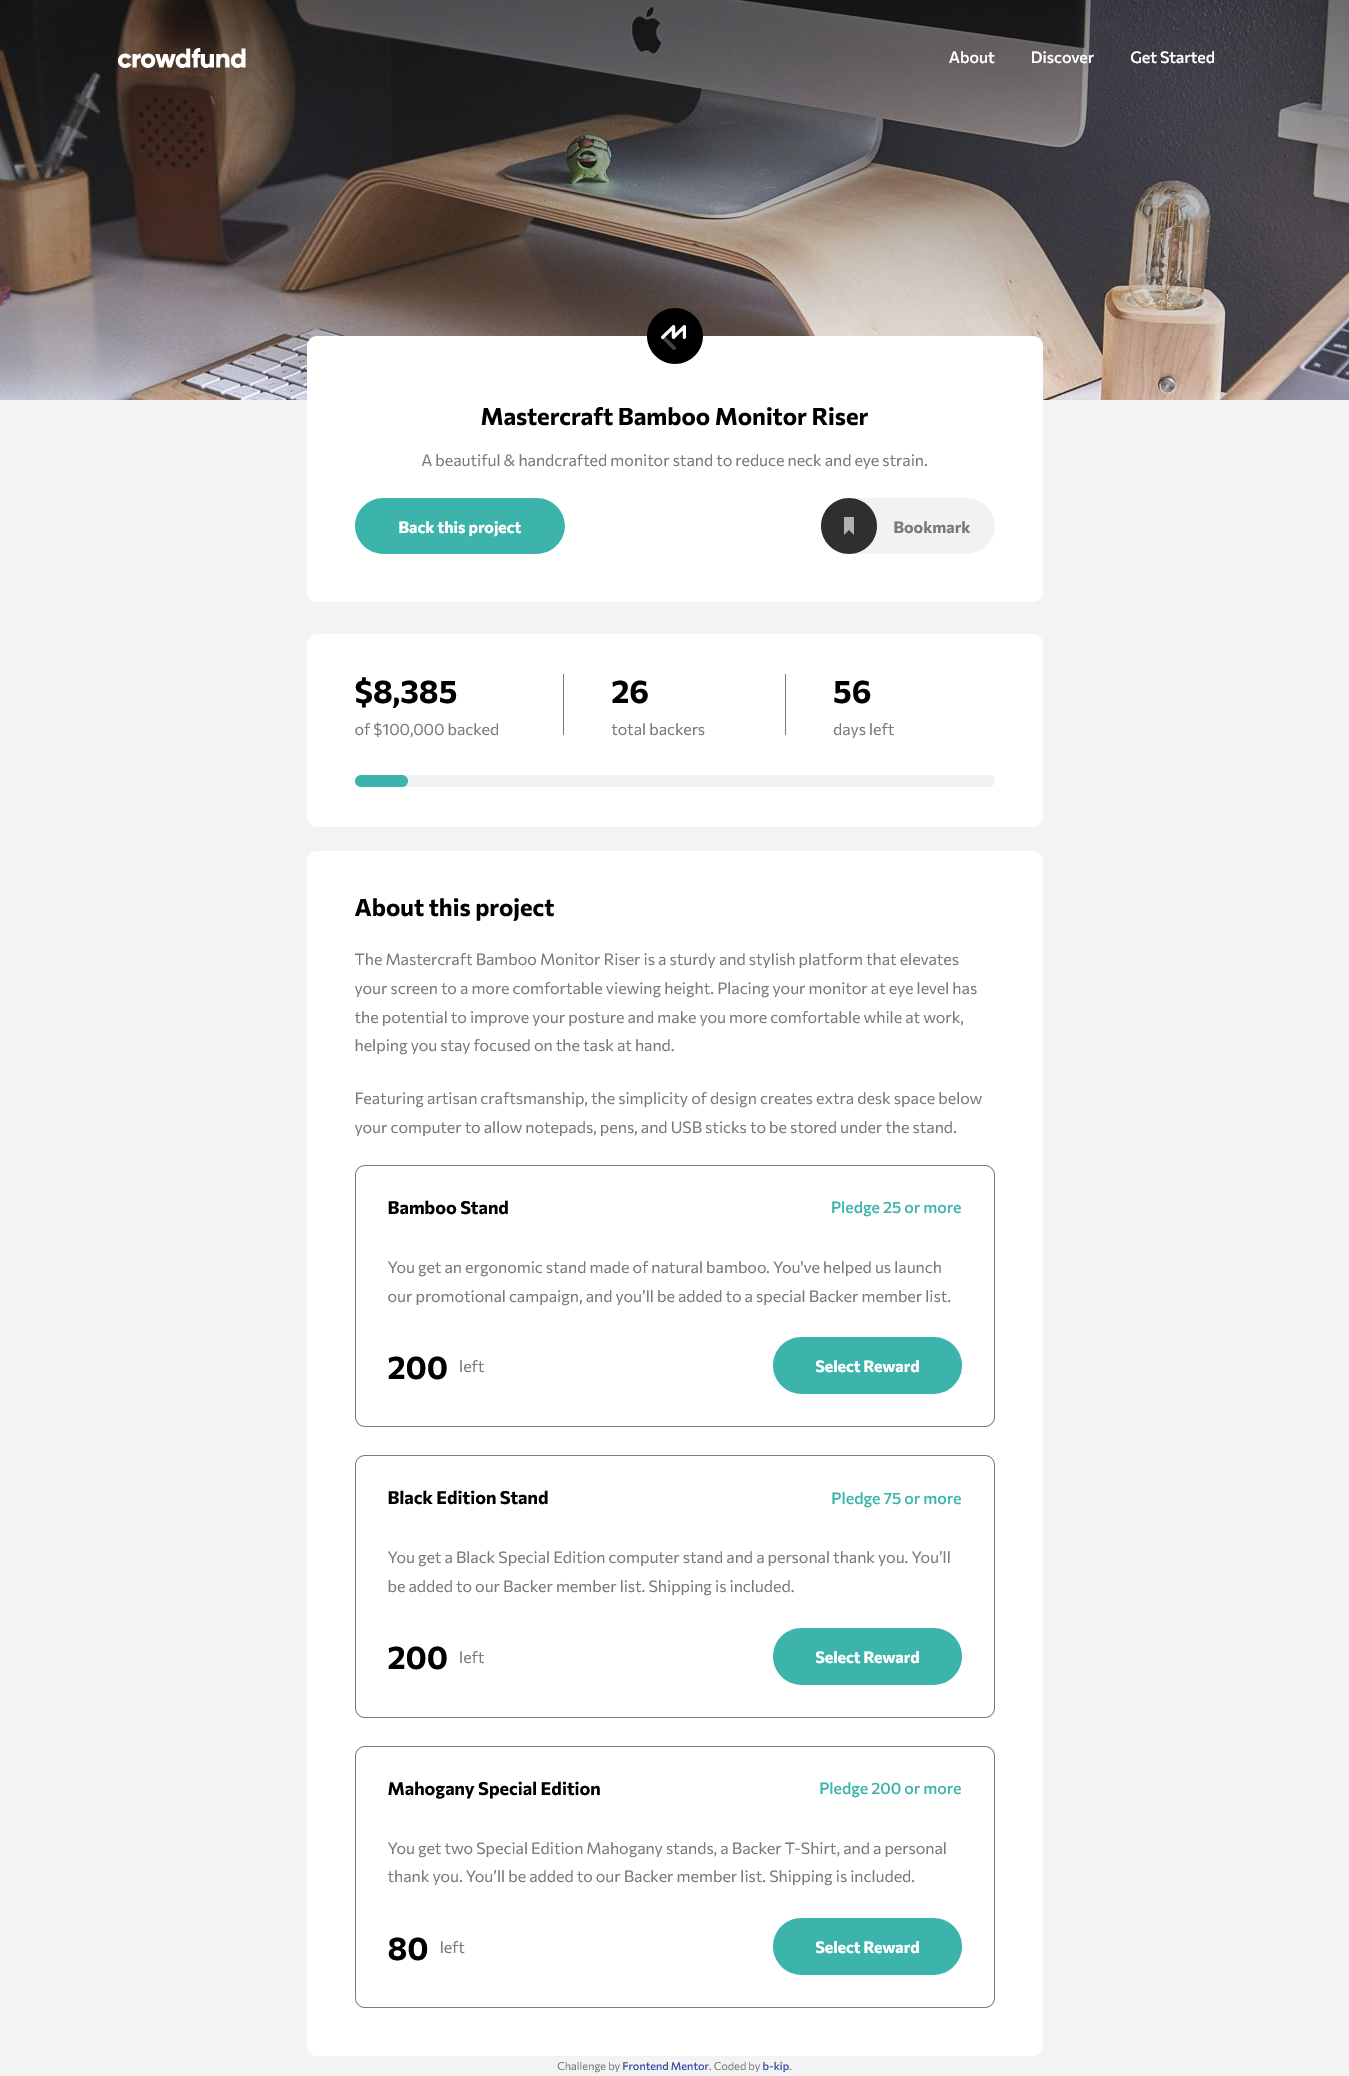 crowdfund
About Discover Get Started
Mastercraft Bamboo Monitor Riser
A beautiful & handcrafted monitor stand to reduce neck and eye strain.
Back this project
Bookmark
$8,385
of $100,000 backed
26
total backers
56
days left
About this project
The Mastercraft Bamboo Monitor Riser is a sturdy and stylish platform that elevates
your screen to a more comfortable viewing height. Placing your monitor at eye level has
the potential to improve your posture and make you more comfortable while at work,
helping you stay focused on the task at hand.
Featuring artisan craftsmanship, the simplicity of design creates extra desk space below
your computer to allow notepads, pens, and USB sticks to be stored under the stand.
Bamboo Stand
Pledge 25 or more
You get an ergonomic stand made of natural bamboo. You've helped us launch
our promotional campaign, and you’ll be added to a special Backer member list.
200 left
Select Reward
Black Edition Stand
Pledge 75 or more
You get a Black Special Edition computer stand and a personal thank you. You’ll
be added to our Backer member list. Shipping is included.
200 left
Select Reward
Mahogany Special Edition
Pledge 200 or more
You get two Special Edition Mahogany stands, a Backer T-Shirt, and a personal
thank you. You’ll be added to our Backer member list. Shipping is included.
80 left
Select Reward
Challenge by Frontend Mentor. Coded by b-kip.